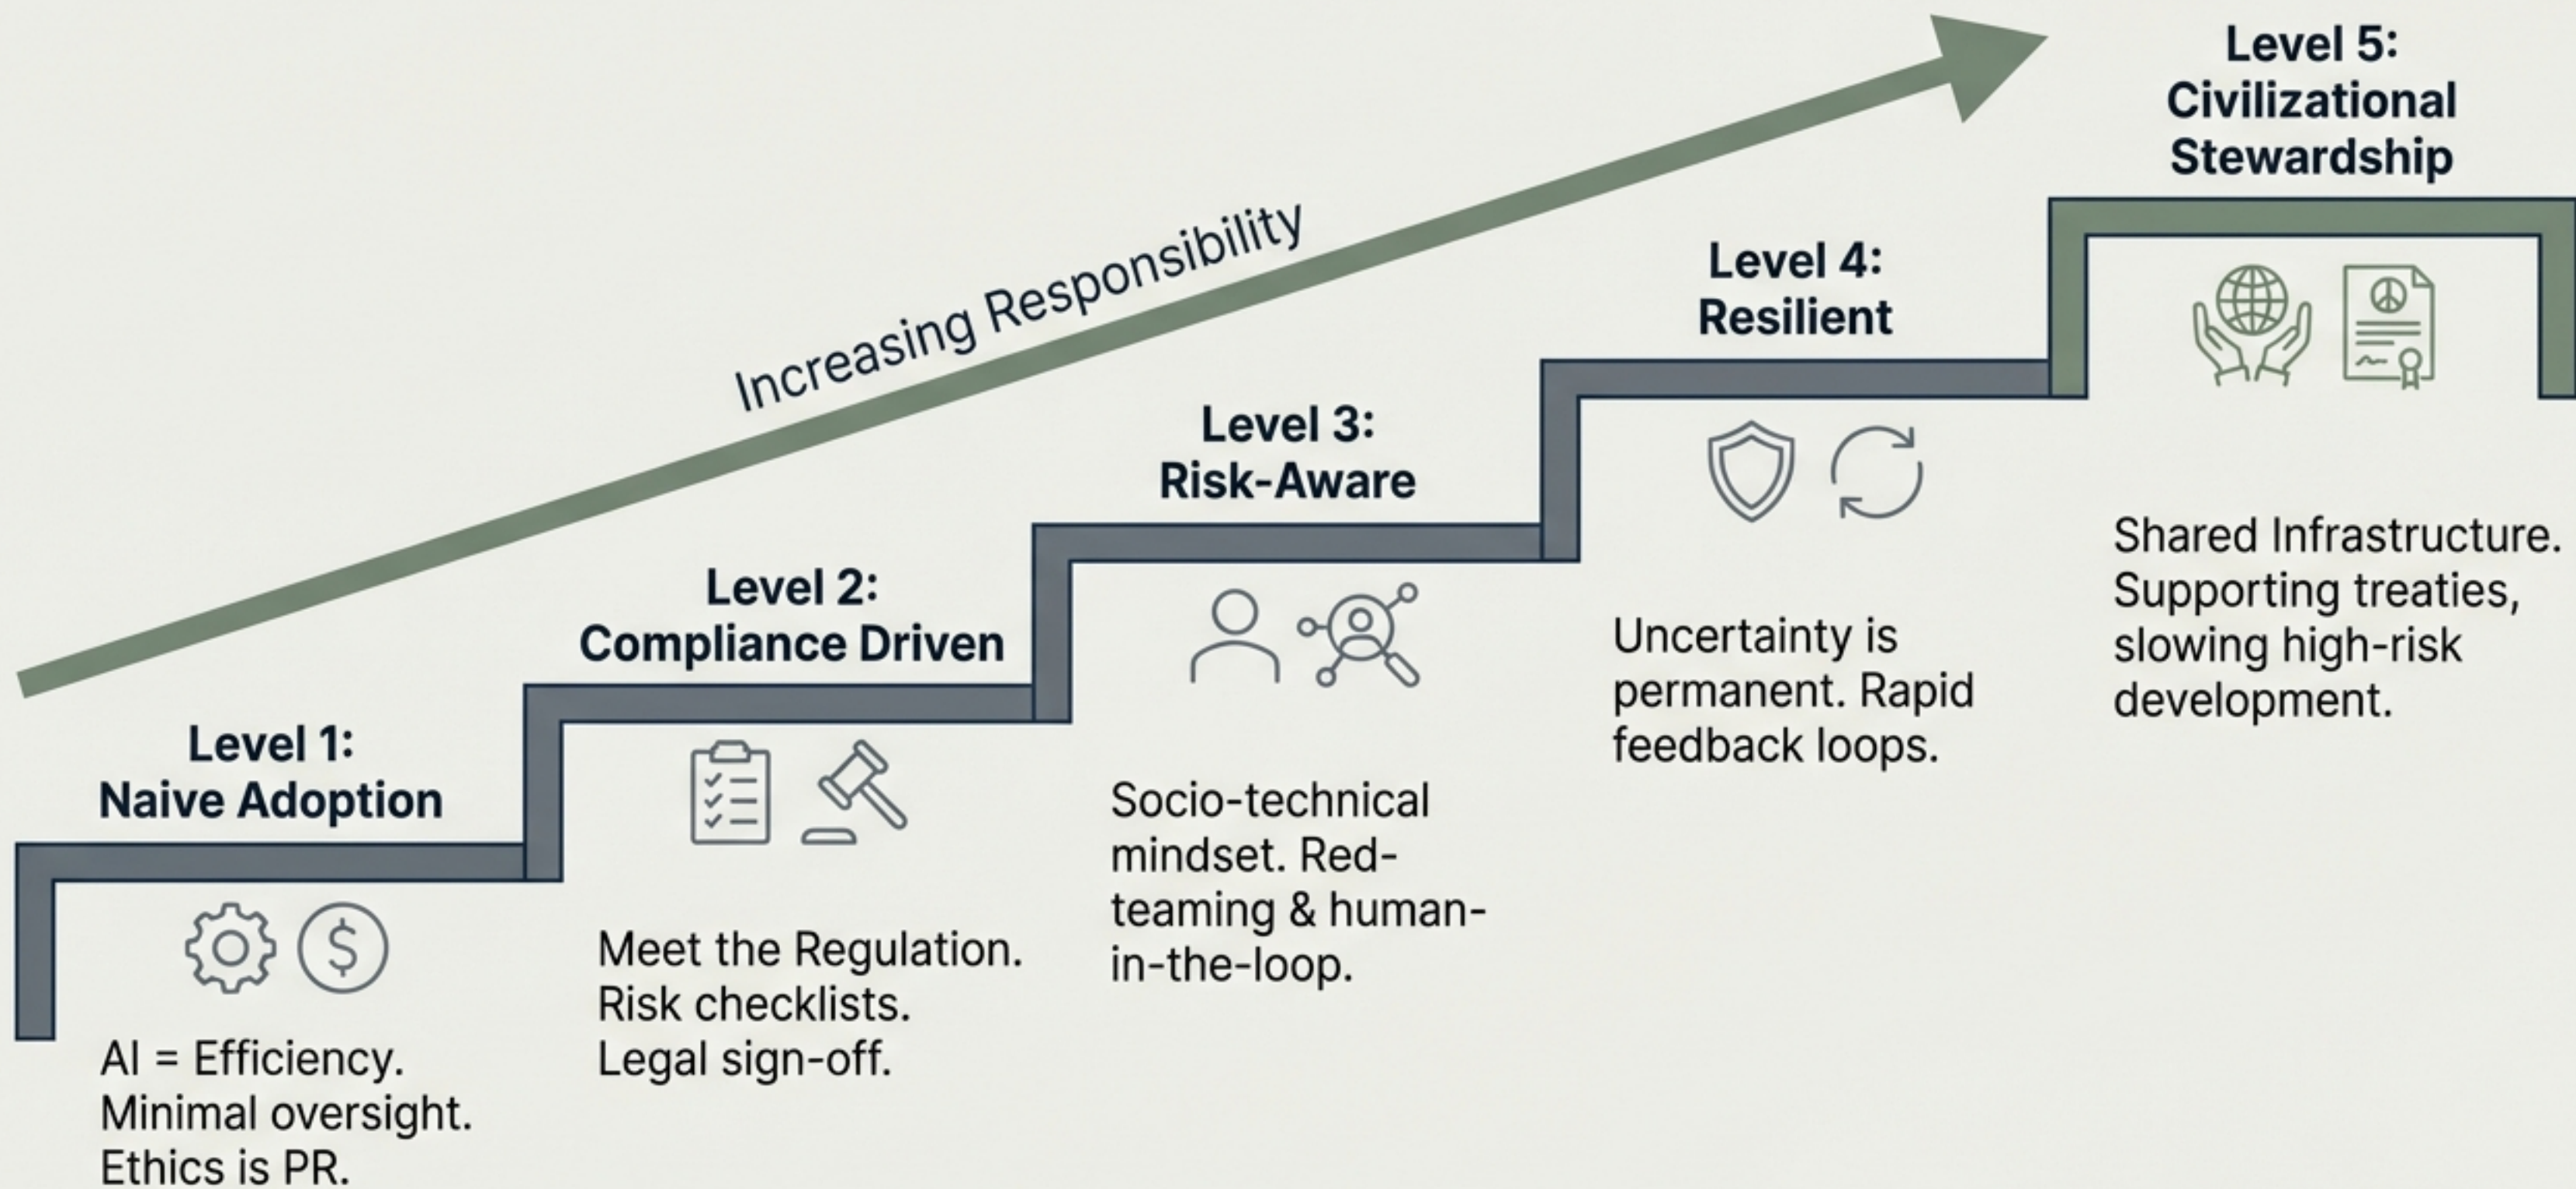 Increasing Responsibility
Level 1:
Naive Adoption
$
AI = Efficiency.
Minimal oversight.
Ethics is PR.
Level 2:
Compliance Driven
Meet the Regulation.
Risk checklists.
Legal sign-off.
Level 3:
Risk-Aware
Socio-technical
mindset. Red-
teaming & human-
in-the-loop.
Level 4:
Resilient
Uncertainty is
permanent. Rapid
feedback loops.
Level 5:
Civilizational
Stewardship
Shared Infrastructure.
Supporting treaties,
slowing high-risk
development.